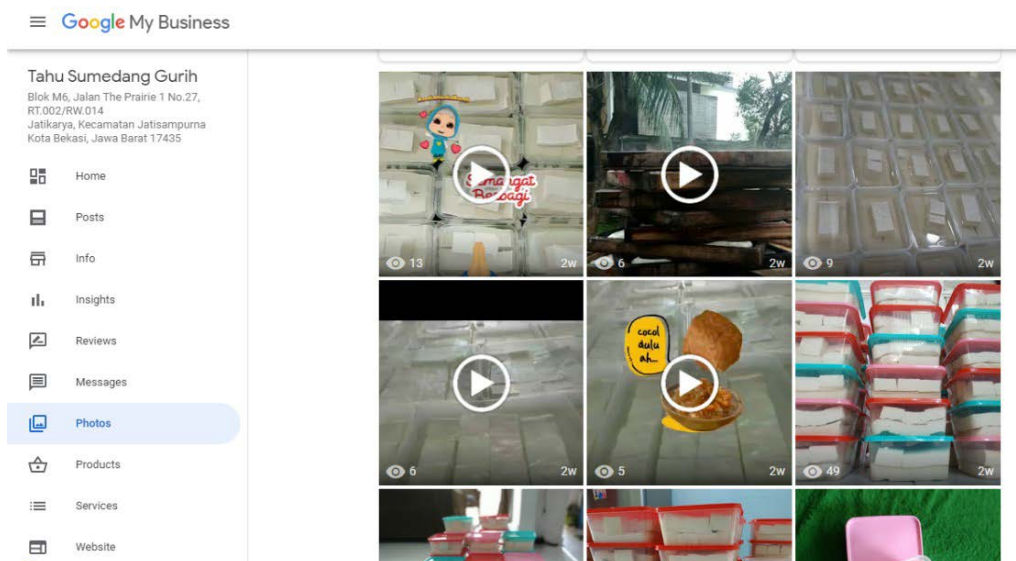 Google My Business
Tahu Sumedang Gurih
Blok M6, Jalan The Prairie 1 No.27,
RT.002/RW.014
Jatikarya, Kecamatan Jatisampurna
Kota Bekasi, Jawa Barat 17435
Home
Posts
Info
Insights
Reviews
Messages
Photos
Products
Services
Website
Semangat
Berbagi
13
2w
6
2w
9
2w
6
2w
cocol
dulu
ah...
5
2w
49
2w